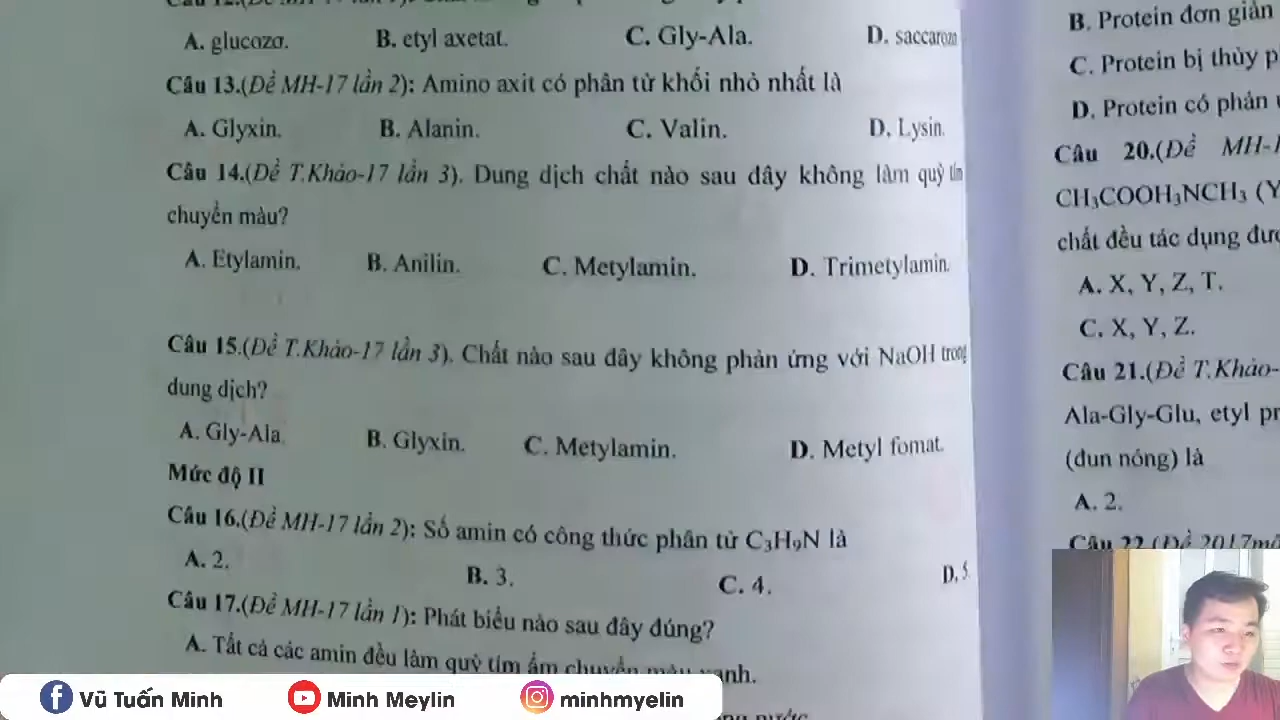 A. glucozơ. B. etyl axetat. C. Gly-Ala. D. saccarozơ
Câu 13.(Đề MH-17 lần 2): Amino axit có phân tử khối nhỏ nhất là
A. Glyxin. B. Alanin. C. Valin. D. Lysin.
Câu 14.(Đề T.Khảo-17 lần 3). Dung dịch chất nào sau đây không làm quỳ tím
chuyển màu?
A. Etylamin. B. Anilin. C. Metylamin. D. Trimetylamin.
Câu 15.(Đề T.Khảo-17 lần 3). Chất nào sau đây không phản ứng với NaOH trong
dung dịch?
A. Gly-Ala B. Glyxin. C. Metylamin. D. Metyl fomat.
Mức độ II
Câu 16.(Đề MH-17 lần 2): Số amin có công thức phân tử C₃H₉N là
A. 2. B. 3. C. 4. D. 5.
Câu 17.(Đề MH-17 lần 1): Phát biểu nào sau đây đúng?
A. Tất cả các amin đều làm quỳ tím ẩm chuyển màu xanh.
B. Protein đơn giản
C. Protein bị thủy p
D. Protein có phản ứ
Câu 20.(Đề MH-1
CH₃COOH₃NCH₃ (Y
chất đều tác dụng đượ
A. X, Y, Z, T.
C. X, Y, Z.
Câu 21.(Đề T.Khảo-
Ala-Gly-Glu, etyl pr
(đun nóng) là
A. 2.
Câu 22.(Đề 2017mã
Vũ Tuấn Minh Minh Meylin minhmyelin